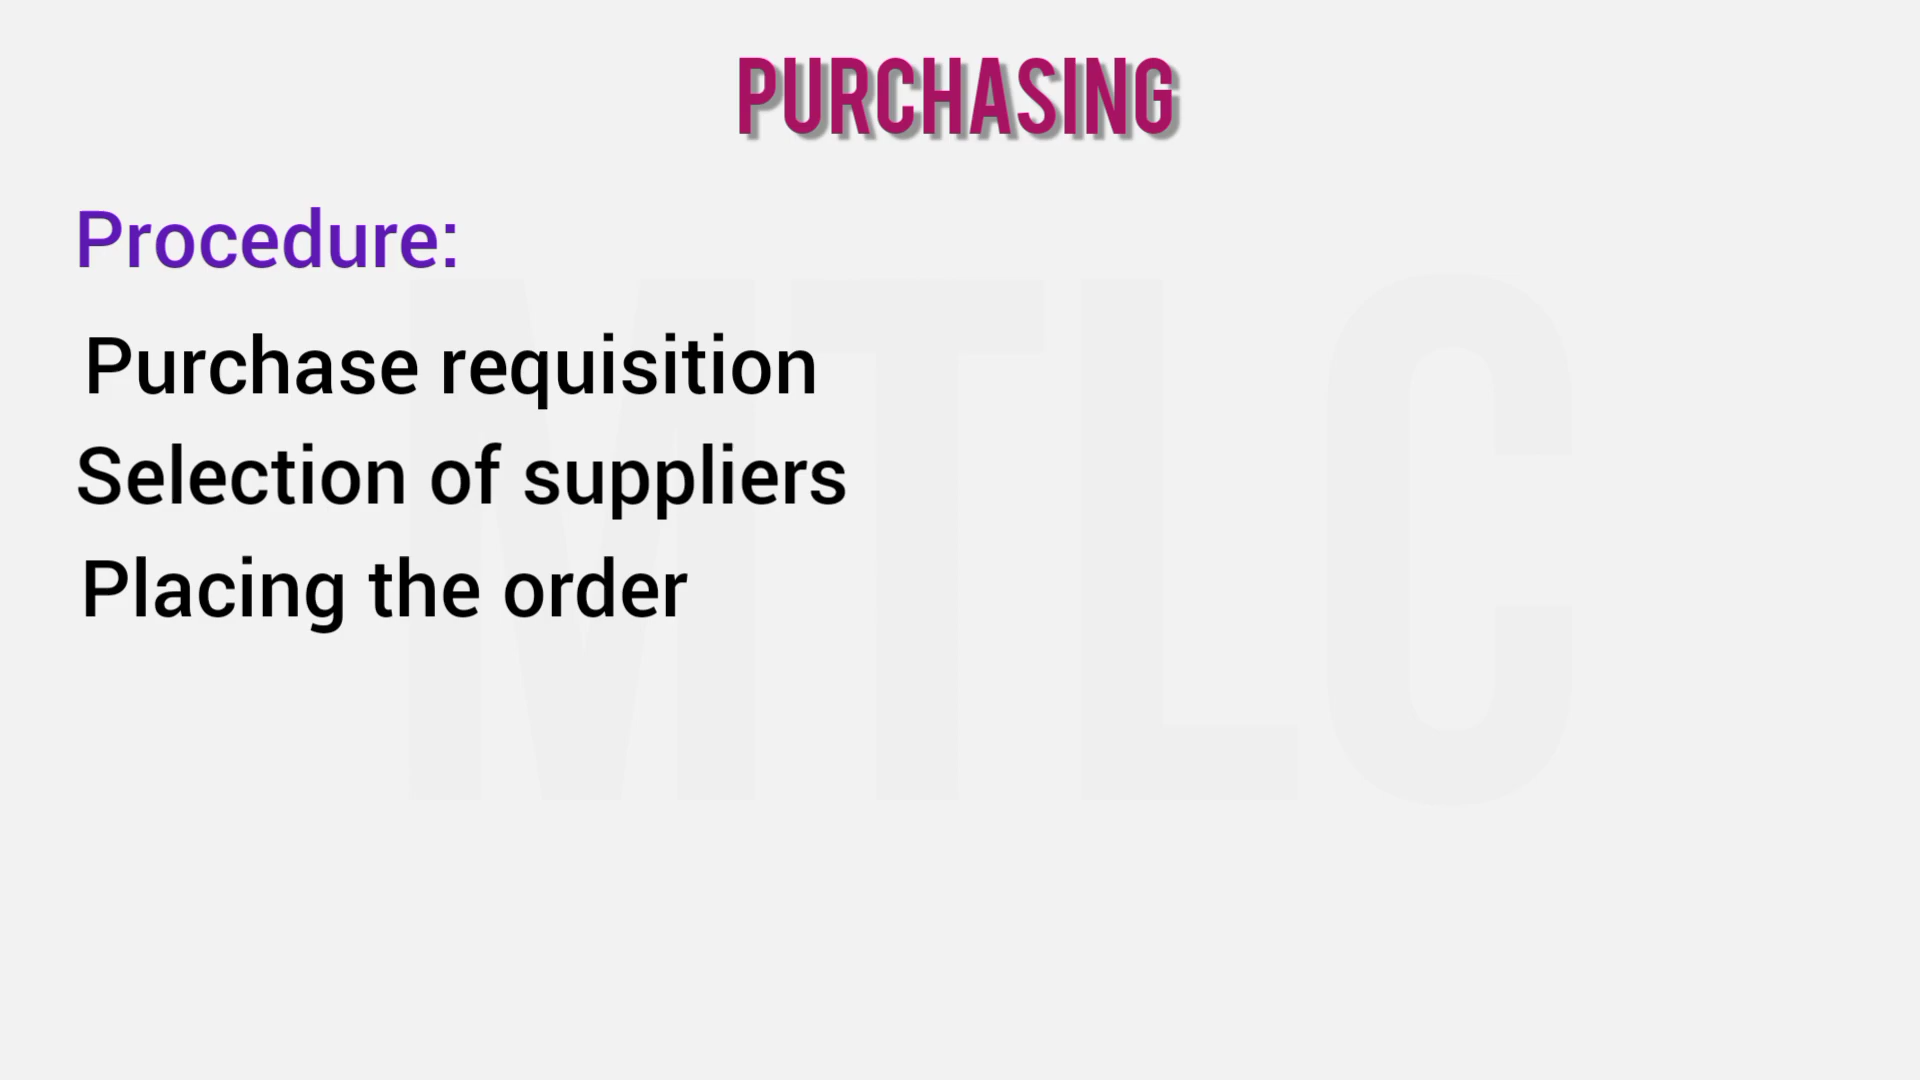 PURCHASING
Procedure:
Purchase requisition
Selection of suppliers
Placing the order
MTLC